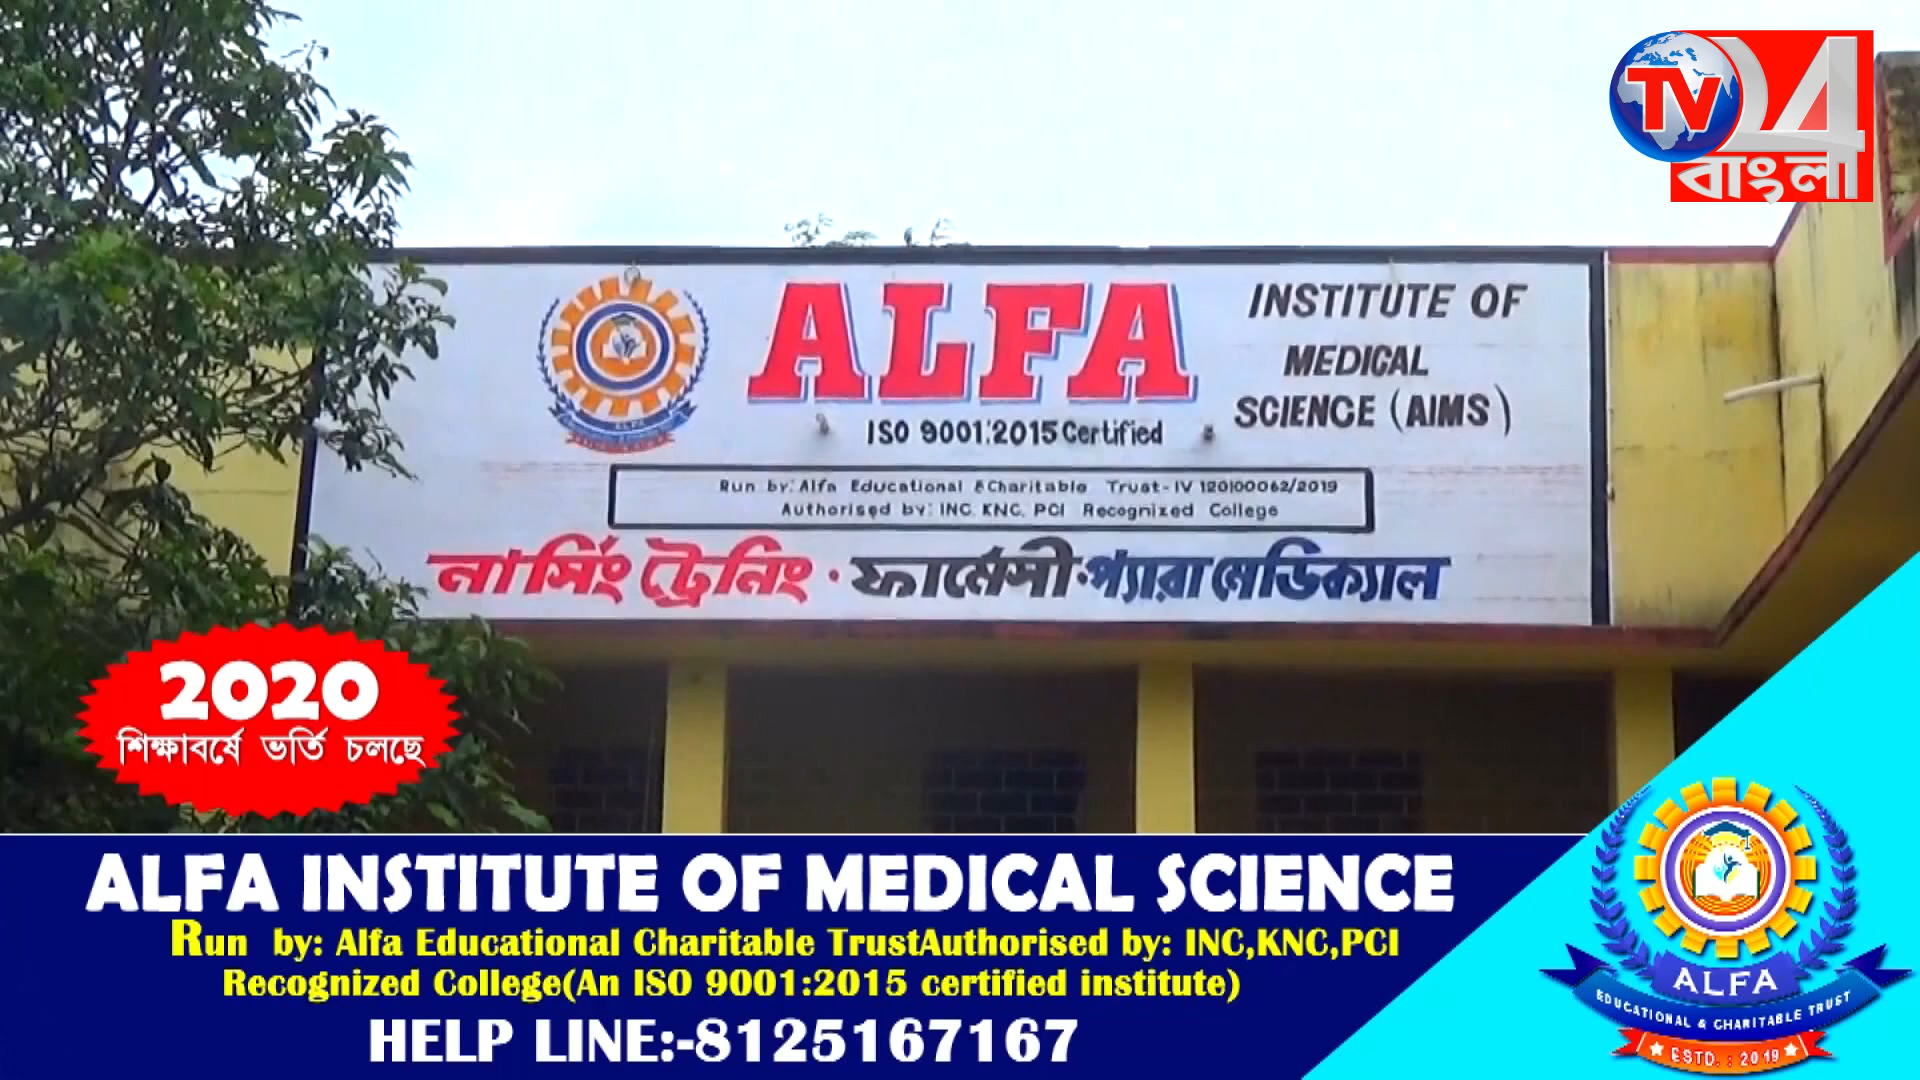 TV 24
বাংলা
ALFA
INSTITUTE OF
MEDICAL
SCIENCE (AIMS)
ISO 9001:2015 Certified
Run by: Alfa Educational & Charitable Trust-IV 120100062/2019
Authorised by: INC. KNC. PCI Recognized College
নার্সিং ট্রেনিং · ফার্মেসী · প্যারা মেডিক্যাল
2020
শিক্ষাবর্ষে ভর্তি চলছে
ALFA INSTITUTE OF MEDICAL SCIENCE
Run by: Alfa Educational Charitable TrustAuthorised by: INC,KNC,PCI
Recognized College(An ISO 9001:2015 certified institute)
HELP LINE:-8125167167
ALFA
EDUCATIONAL & CHARITABLE TRUST
ESTD. : 2019